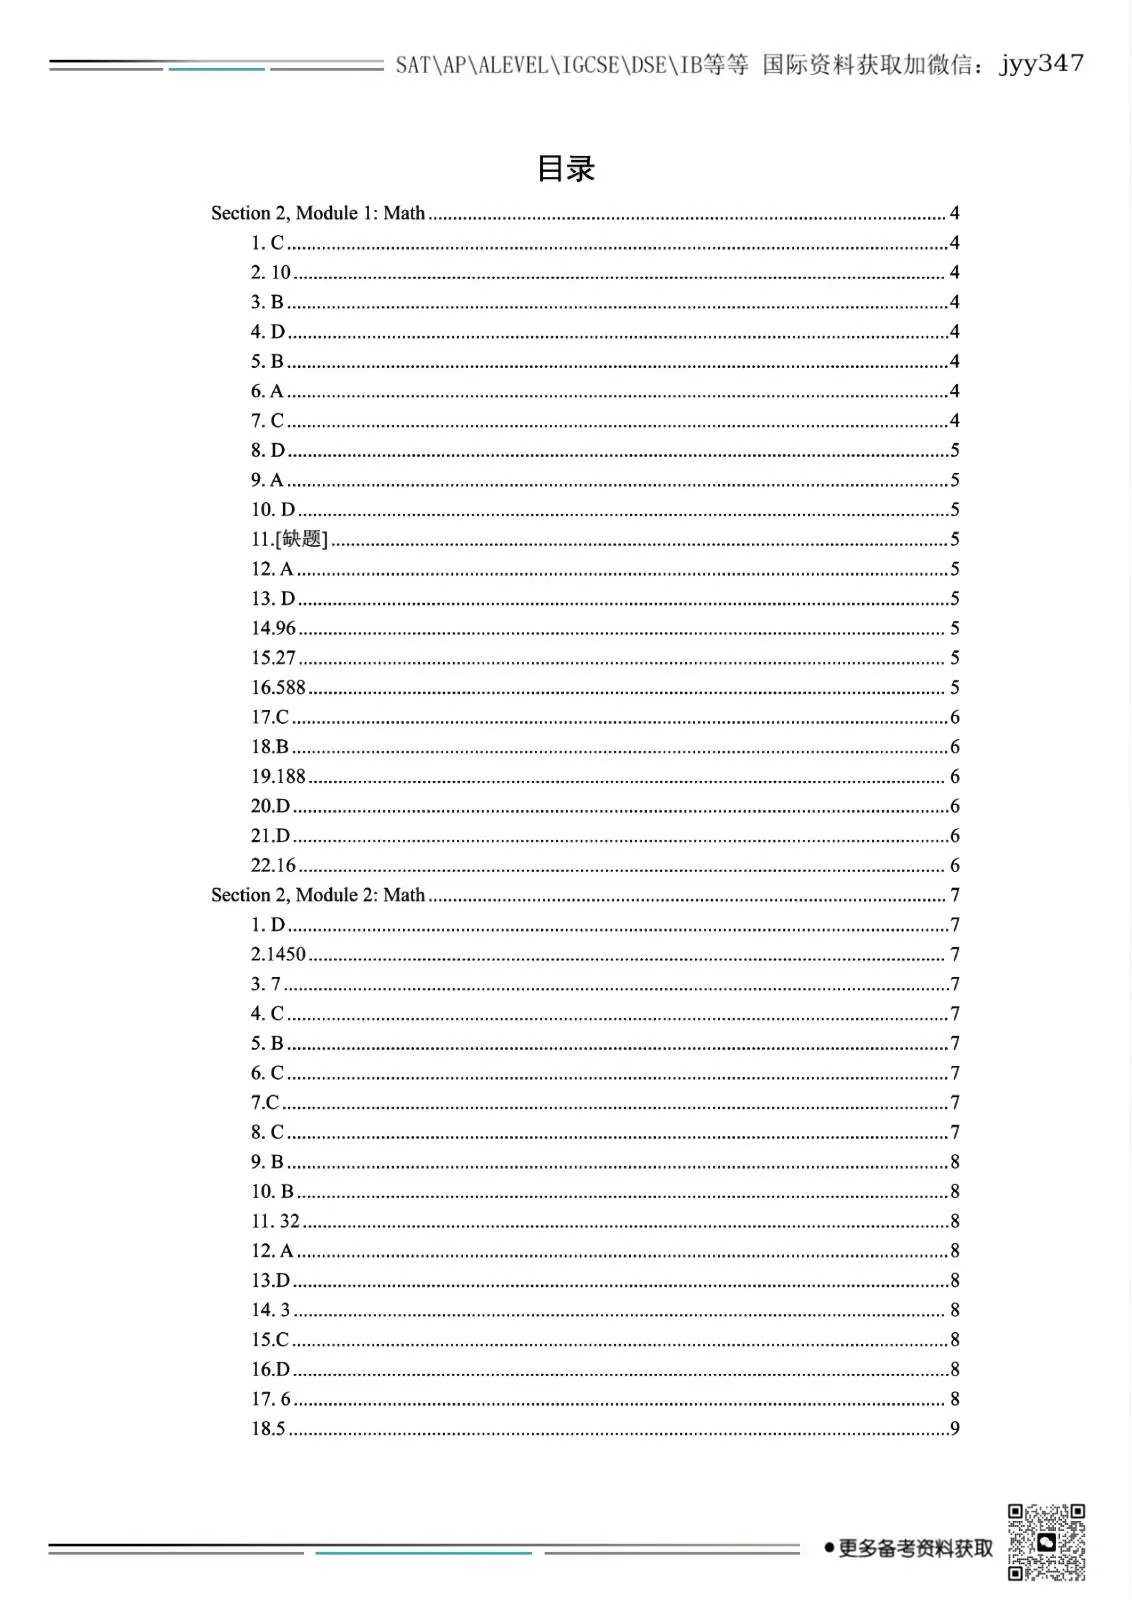 SAT\AP\ALEVEL\IGCSE\DSE\IB等等 国际资料获取加微信：jyy347
目录
Section 2, Module 1: Math 4
1. C 4
2. 10 4
3. B 4
4. D 4
5. B 4
6. A 4
7. C 4
8. D 5
9. A 5
10. D 5
11.[缺题] 5
12. A 5
13. D 5
14.96 5
15.27 5
16.588 5
17.C 6
18.B 6
19.188 6
20.D 6
21.D 6
22.16 6
Section 2, Module 2: Math 7
1. D 7
2.1450 7
3. 7 7
4. C 7
5. B 7
6. C 7
7.C 7
8. C 7
9. B 8
10. B 8
11. 32 8
12. A 8
13.D 8
14. 3 8
15.C 8
16.D 8
17. 6 8
18.5 9
●更多备考资料获取